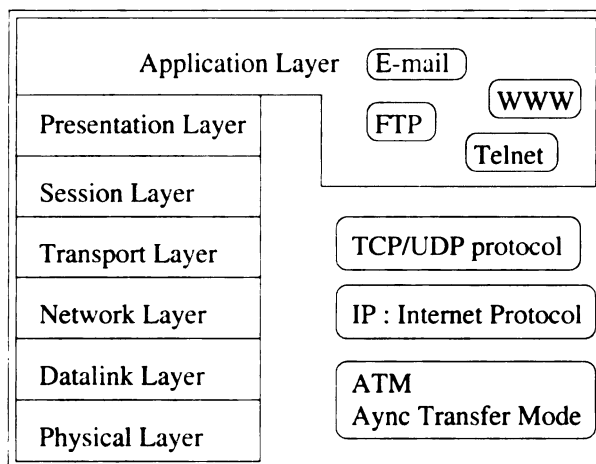 Application Layer
E-mail
WWW
FTP
Telnet
Presentation Layer
Session Layer
Transport Layer
TCP/UDP protocol
Network Layer
IP : Internet Protocol
Datalink Layer
ATM
Aync Transfer Mode
Physical Layer